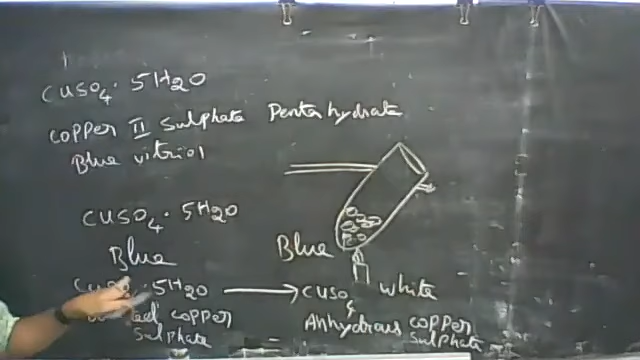 CuSO₄ · 5H₂O
Copper II Sulphate Penta hydrate
Blue vitriol
CuSO₄ · 5H₂O
Blue
Blue
5H₂O → CuSO₄ White
copper Sulphate
Anhydrous copper Sulphate